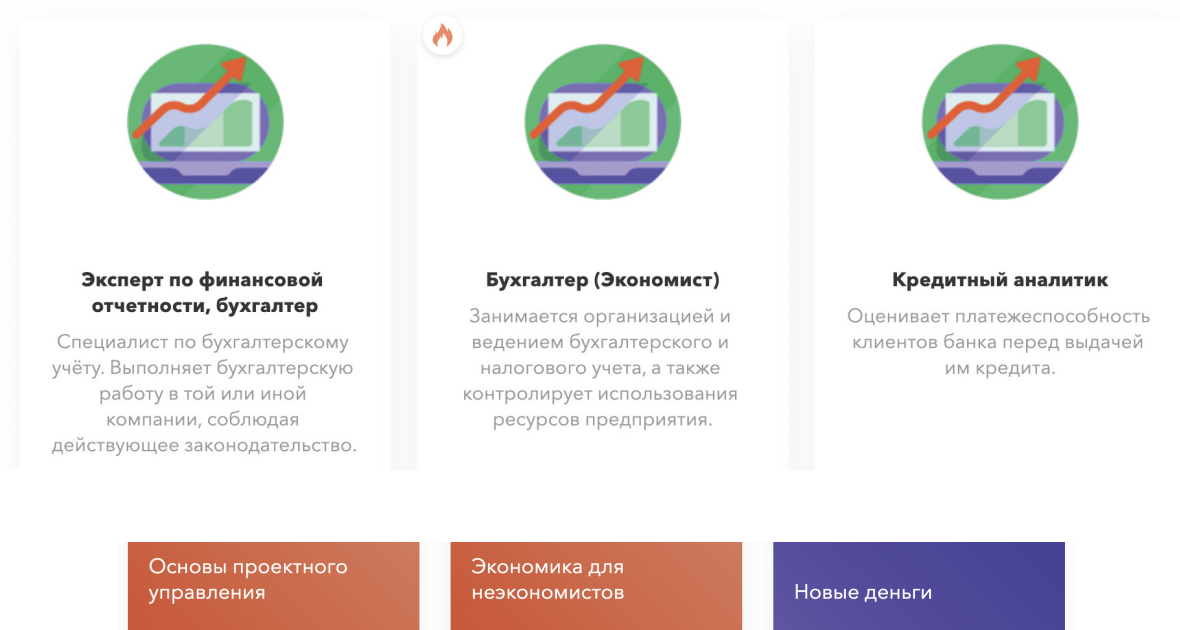 Эксперт по финансовой
отчетности, бухгалтер
Специалист по бухгалтерскому
учёту. Выполняет бухгалтерскую
работу в той или иной
компании, соблюдая
действующее законодательство.
Бухгалтер (Экономист)
Занимается организацией и
ведением бухгалтерского и
налогового учета, а также
контролирует использования
ресурсов предприятия.
Кредитный аналитик
Оценивает платежеспособность
клиентов банка перед выдачей
им кредита.
Основы проектного
управления
Экономика для
неэкономистов
Новые деньги